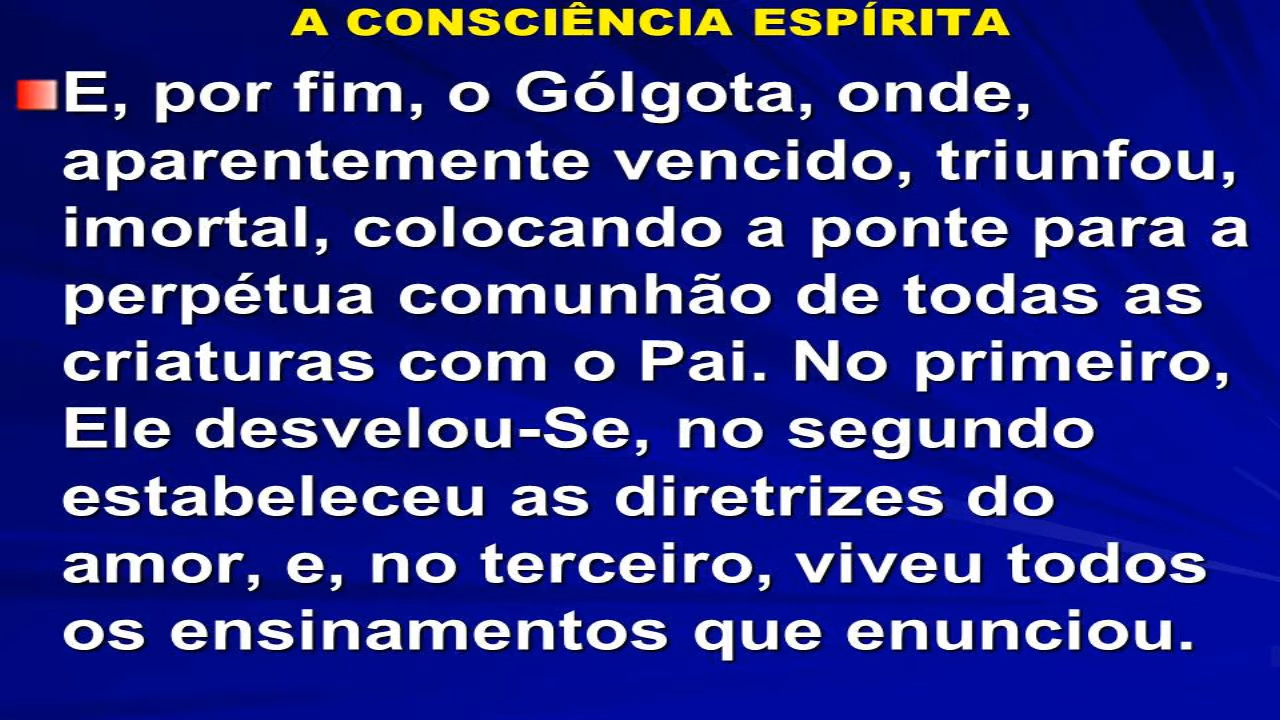 A CONSCIÊNCIA ESPÍRITA
E, por fim, o Gólgota, onde,
aparentemente vencido, triunfou,
imortal, colocando a ponte para a
perpétua comunhão de todas as
criaturas com o Pai. No primeiro,
Ele desvelou-Se, no segundo
estabeleceu as diretrizes do
amor, e, no terceiro, viveu todos
os ensinamentos que enunciou.